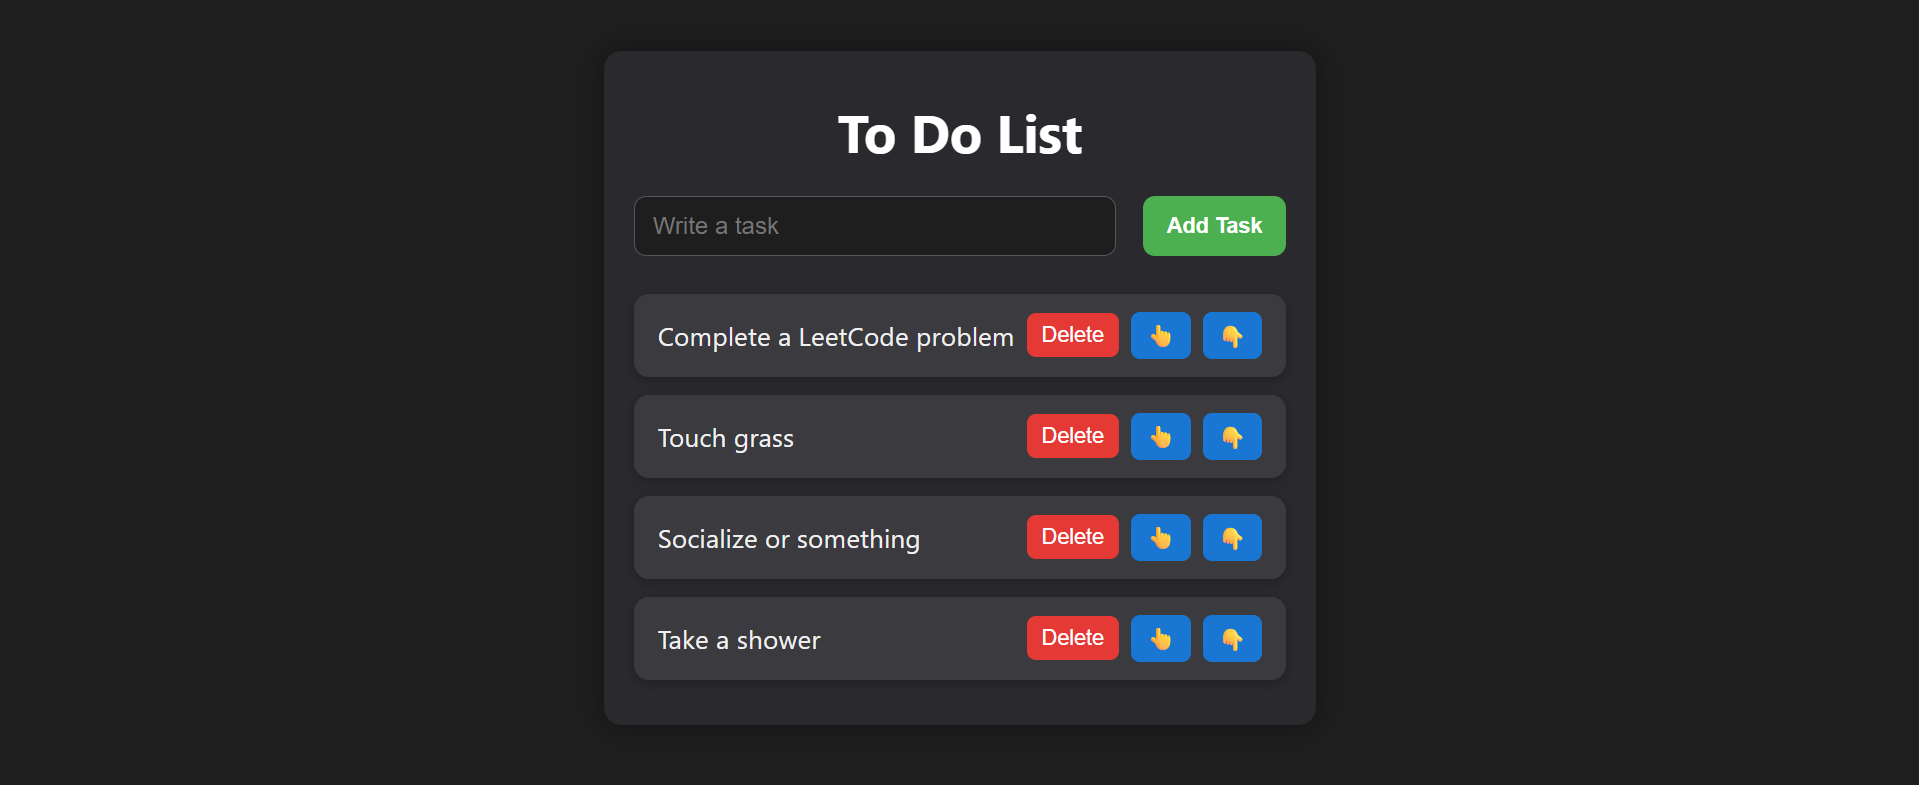 To Do List
Write a task
Add Task
Complete a LeetCode problem Delete 👆 👇
Touch grass Delete 👆 👇
Socialize or something Delete 👆 👇
Take a shower Delete 👆 👇